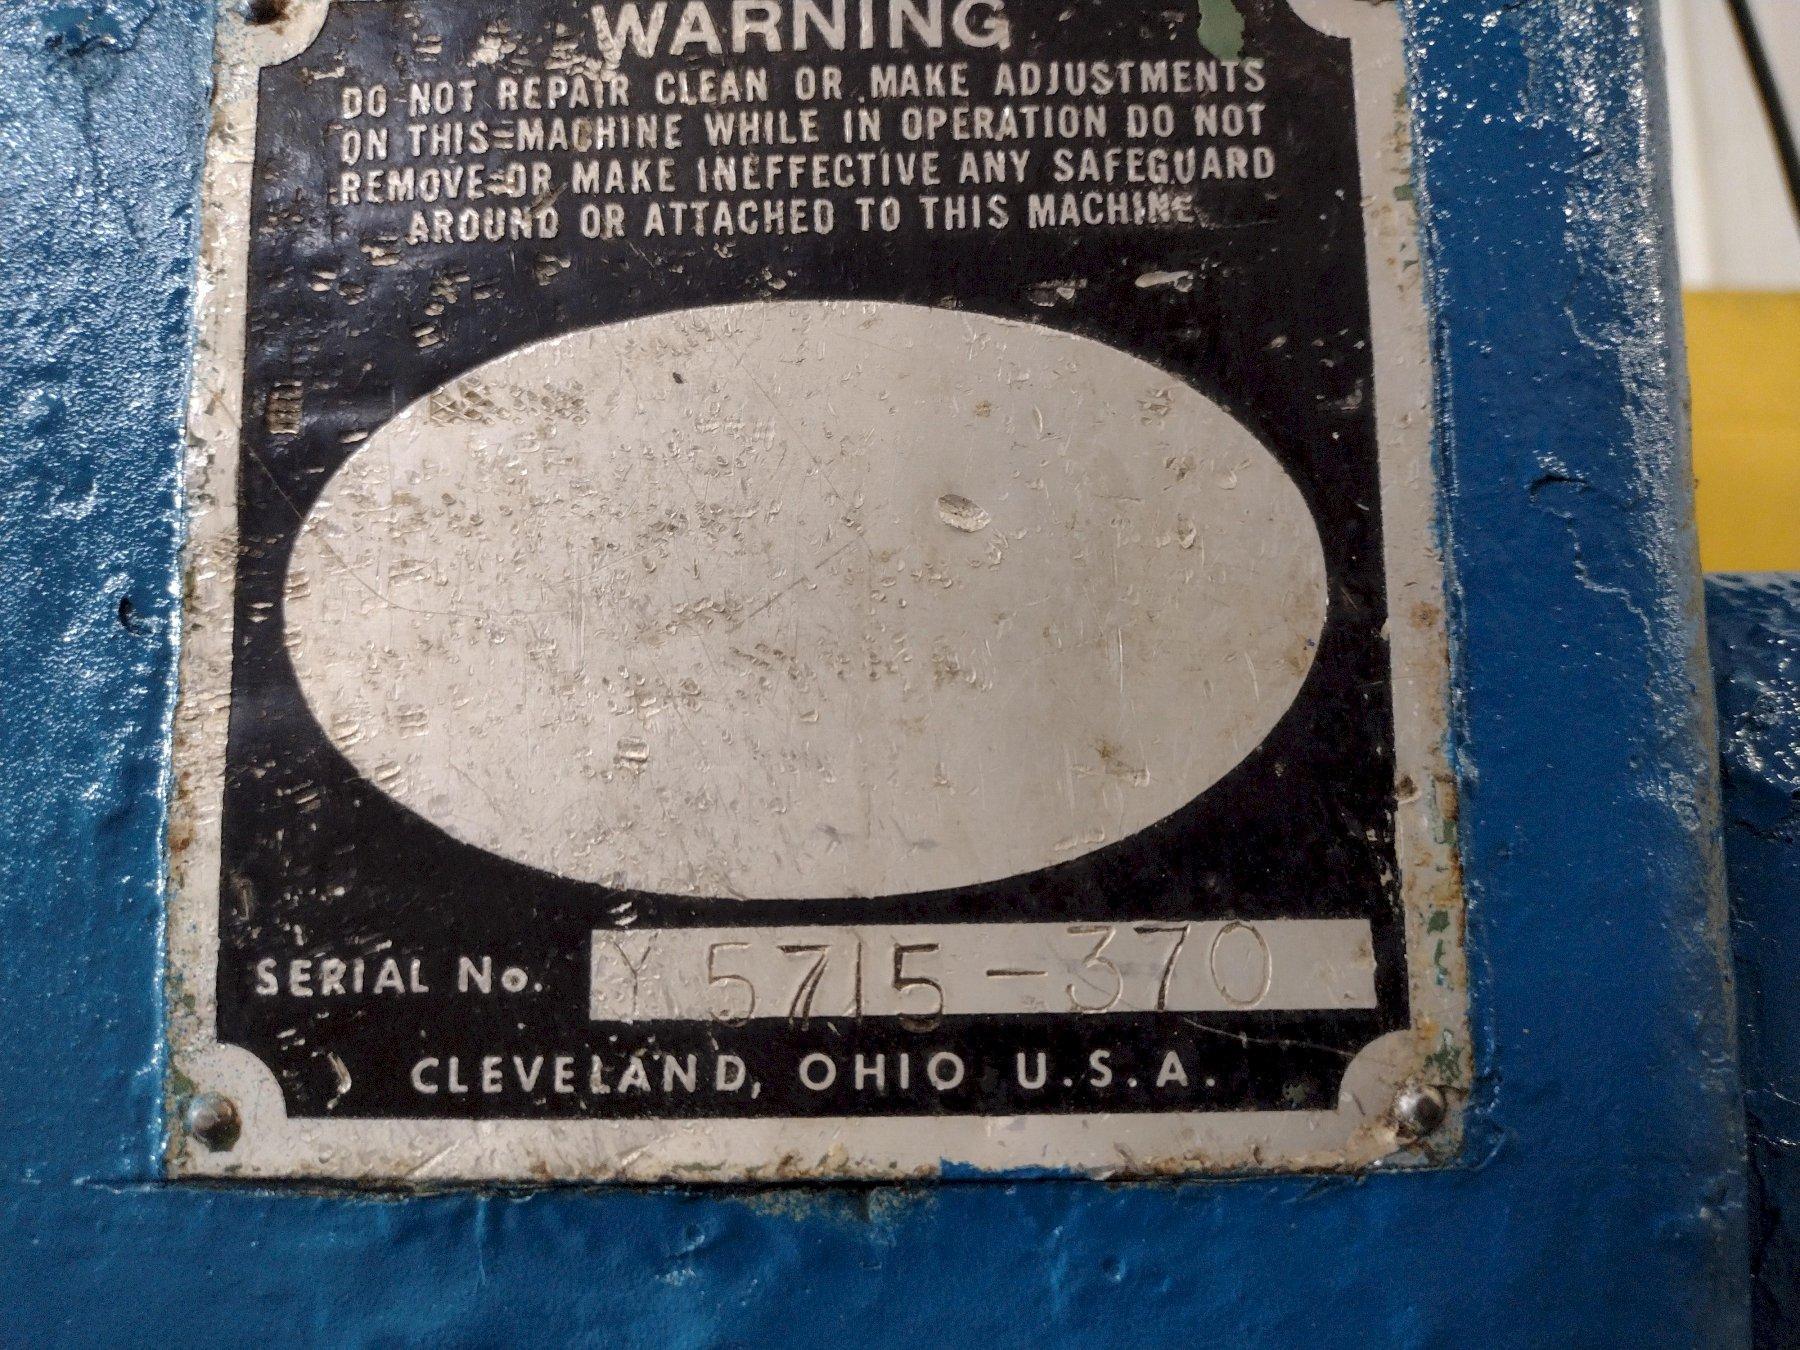 WARNING
DO NOT REPAIR CLEAN OR MAKE ADJUSTMENTS
ON THIS MACHINE WHILE IN OPERATION DO NOT
REMOVE OR MAKE INEFFECTIVE ANY SAFEGUARD
AROUND OR ATTACHED TO THIS MACHINE
SERIAL No. Y 5715-370
CLEVELAND, OHIO U.S.A.